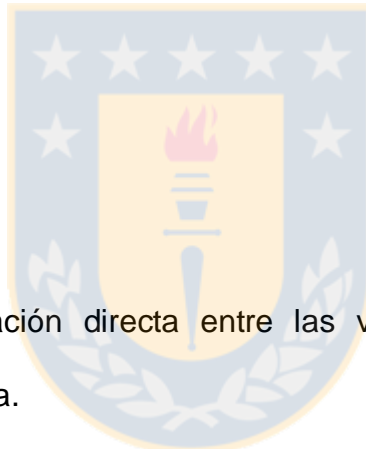 ación directa entre las v
a.